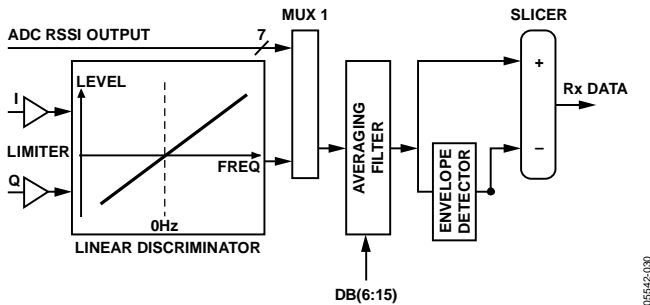 MUX 1
SLICER
ADC RSSI OUTPUT
7
LEVEL
I
LIMITER
Q
FREQ
0Hz
LINEAR DISCRIMINATOR
AVERAGING
FILTER
DB(6:15)
ENVELOPE
DETECTOR
+
–
Rx DATA
05542-030